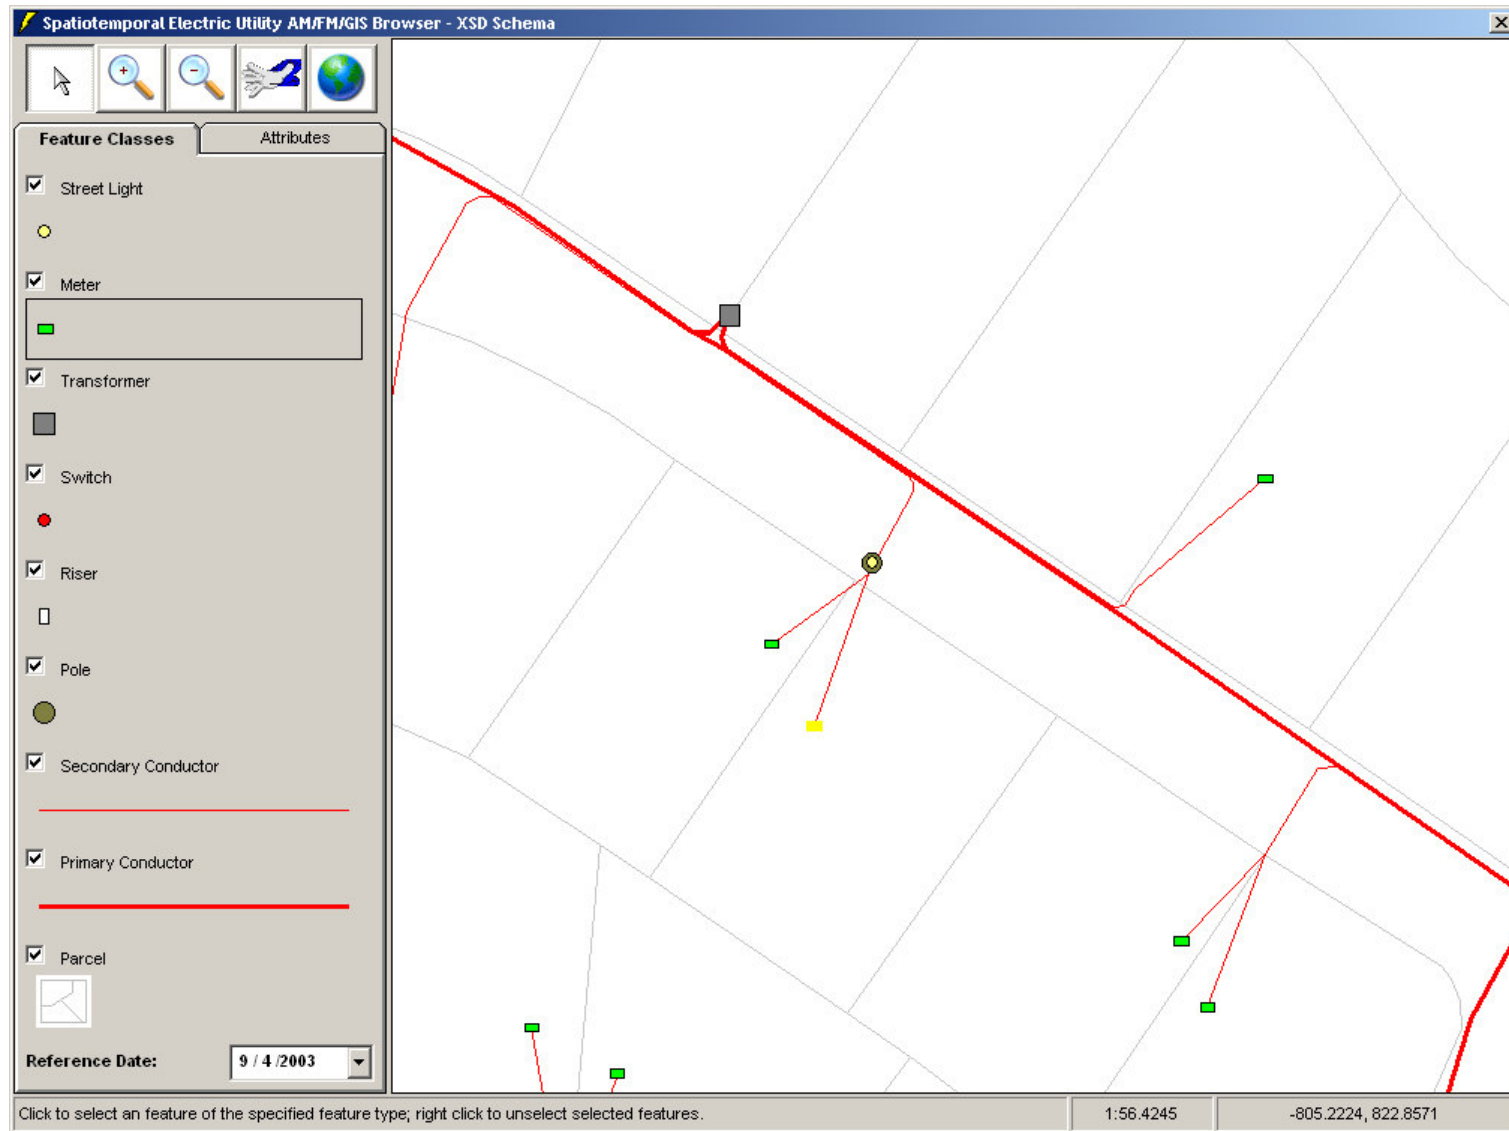 Spatiotemporal Electric Utility AM/FM/GIS Browser - XSD Schema
Feature Classes
Attributes
Street Light
Meter
Transformer
Switch
Riser
Pole
Secondary Conductor
Primary Conductor
Parcel
Reference Date:
9 / 4 /2003
Click to select an feature of the specified feature type; right click to unselect selected features.
1:56.4245
-805.2224, 822.8571